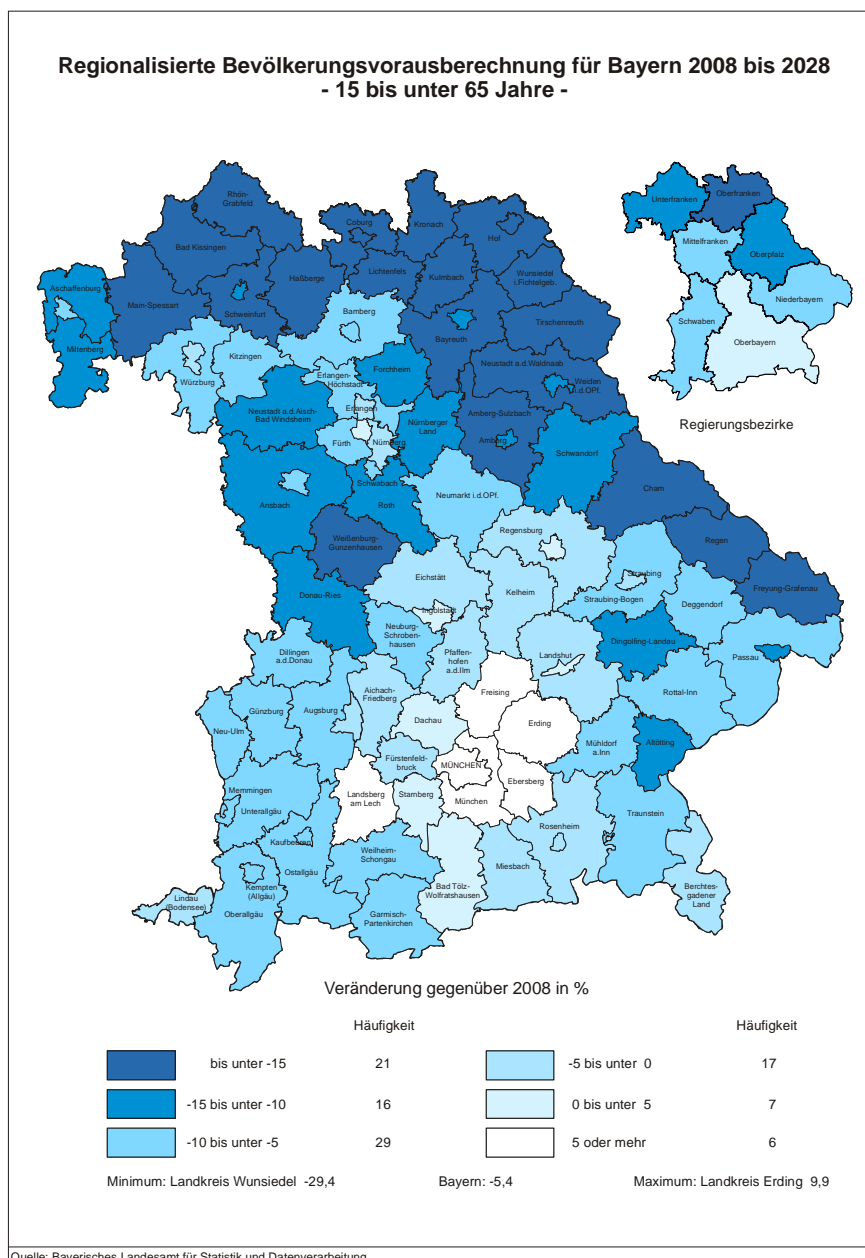 Regionalisierte Bevölkerungsvorausberechnung für Bayern 2008 bis 2028
- 15 bis unter 65 Jahre -
Rhön-
Grabfeld
Coburg
Kronach
Hof
Bad Kissingen
Lichtenfels
Kulmbach
Wunsiedel
i.Fichtelgeb.
Haßberge
Aschaffenburg
Main-Spessart
Schweinfurt
Bamberg
Bayreuth
Tirschenreuth
Miltenberg
Kitzingen
Würzburg
Forchheim
Erlangen-
Höchstadt
Neustadt a.d.Waldnaab
Weiden
i.d.OPf.
Erlangen
Neustadt a.d.Aisch-
Bad Windsheim
Nürnberger
Land
Amberg-Sulzbach
Fürth
Nürnberg
Amberg
Schwandorf
Ansbach
Schwabach
Roth
Neumarkt i.d.OPf.
Cham
Weißenburg-
Gunzenhausen
Regensburg
Regen
Eichstätt
Straubing
Freyung-Grafenau
Kelheim
Donau-Ries
Straubing-Bogen
Deggendorf
Ingolstadt
Neuburg-
Schroben-
hausen
Dingolfing-Landau
Dillingen
a.d.Donau
Pfaffen-
hofen
a.d.Ilm
Landshut
Passau
Aichach-
Friedberg
Freising
Rottal-Inn
Günzburg
Augsburg
Neu-Ulm
Dachau
Erding
Mühldorf
a.Inn
Altötting
Fürstenfeld-
bruck
MÜNCHEN
Ebersberg
Memmingen
Landsberg
am Lech
Starnberg
München
Unterallgäu
Traunstein
Rosenheim
Kaufbeuren
Weilheim-
Schongau
Miesbach
Ostallgäu
Bad Tölz-
Wolfratshausen
Kempten
(Allgäu)
Lindau
(Bodensee)
Berchtes-
gadener
Land
Oberallgäu
Garmisch-
Partenkirchen
Unterfranken
Oberfranken
Mittelfranken
Oberpfalz
Niederbayern
Schwaben
Oberbayern
Regierungsbezirke
Veränderung gegenüber 2008 in %
Häufigkeit Häufigkeit
bis unter -15 21 -5 bis unter 0 17
-15 bis unter -10 16 0 bis unter 5 7
-10 bis unter -5 29 5 oder mehr 6
Minimum: Landkreis Wunsiedel -29,4 Bayern: -5,4 Maximum: Landkreis Erding 9,9
Quelle: Bayerisches Landesamt für Statistik und Datenverarbeitung